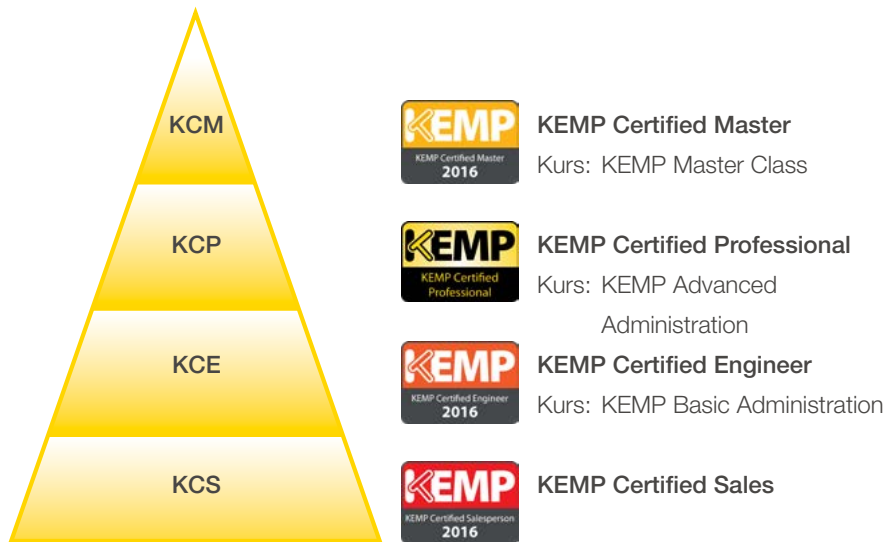 KCM
KEMP
KEMP Certified Master
2016
KEMP Certified Master
Kurs: KEMP Master Class
KCP
KEMP
KEMP Certified
Professional
KEMP Certified Professional
Kurs: KEMP Advanced
Administration
KCE
KEMP
KEMP Certified Engineer
2016
KEMP Certified Engineer
Kurs: KEMP Basic Administration
KCS
KEMP
KEMP Certified Salesperson
2016
KEMP Certified Sales